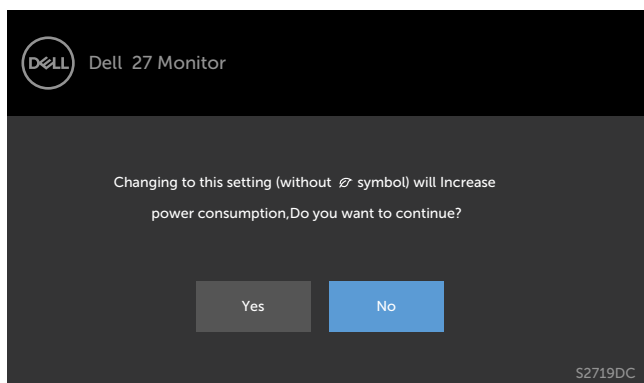 DELL
Dell 27 Monitor
Changing to this setting (without symbol) will Increase
power consumption,Do you want to continue?
Yes
No
S2719DC